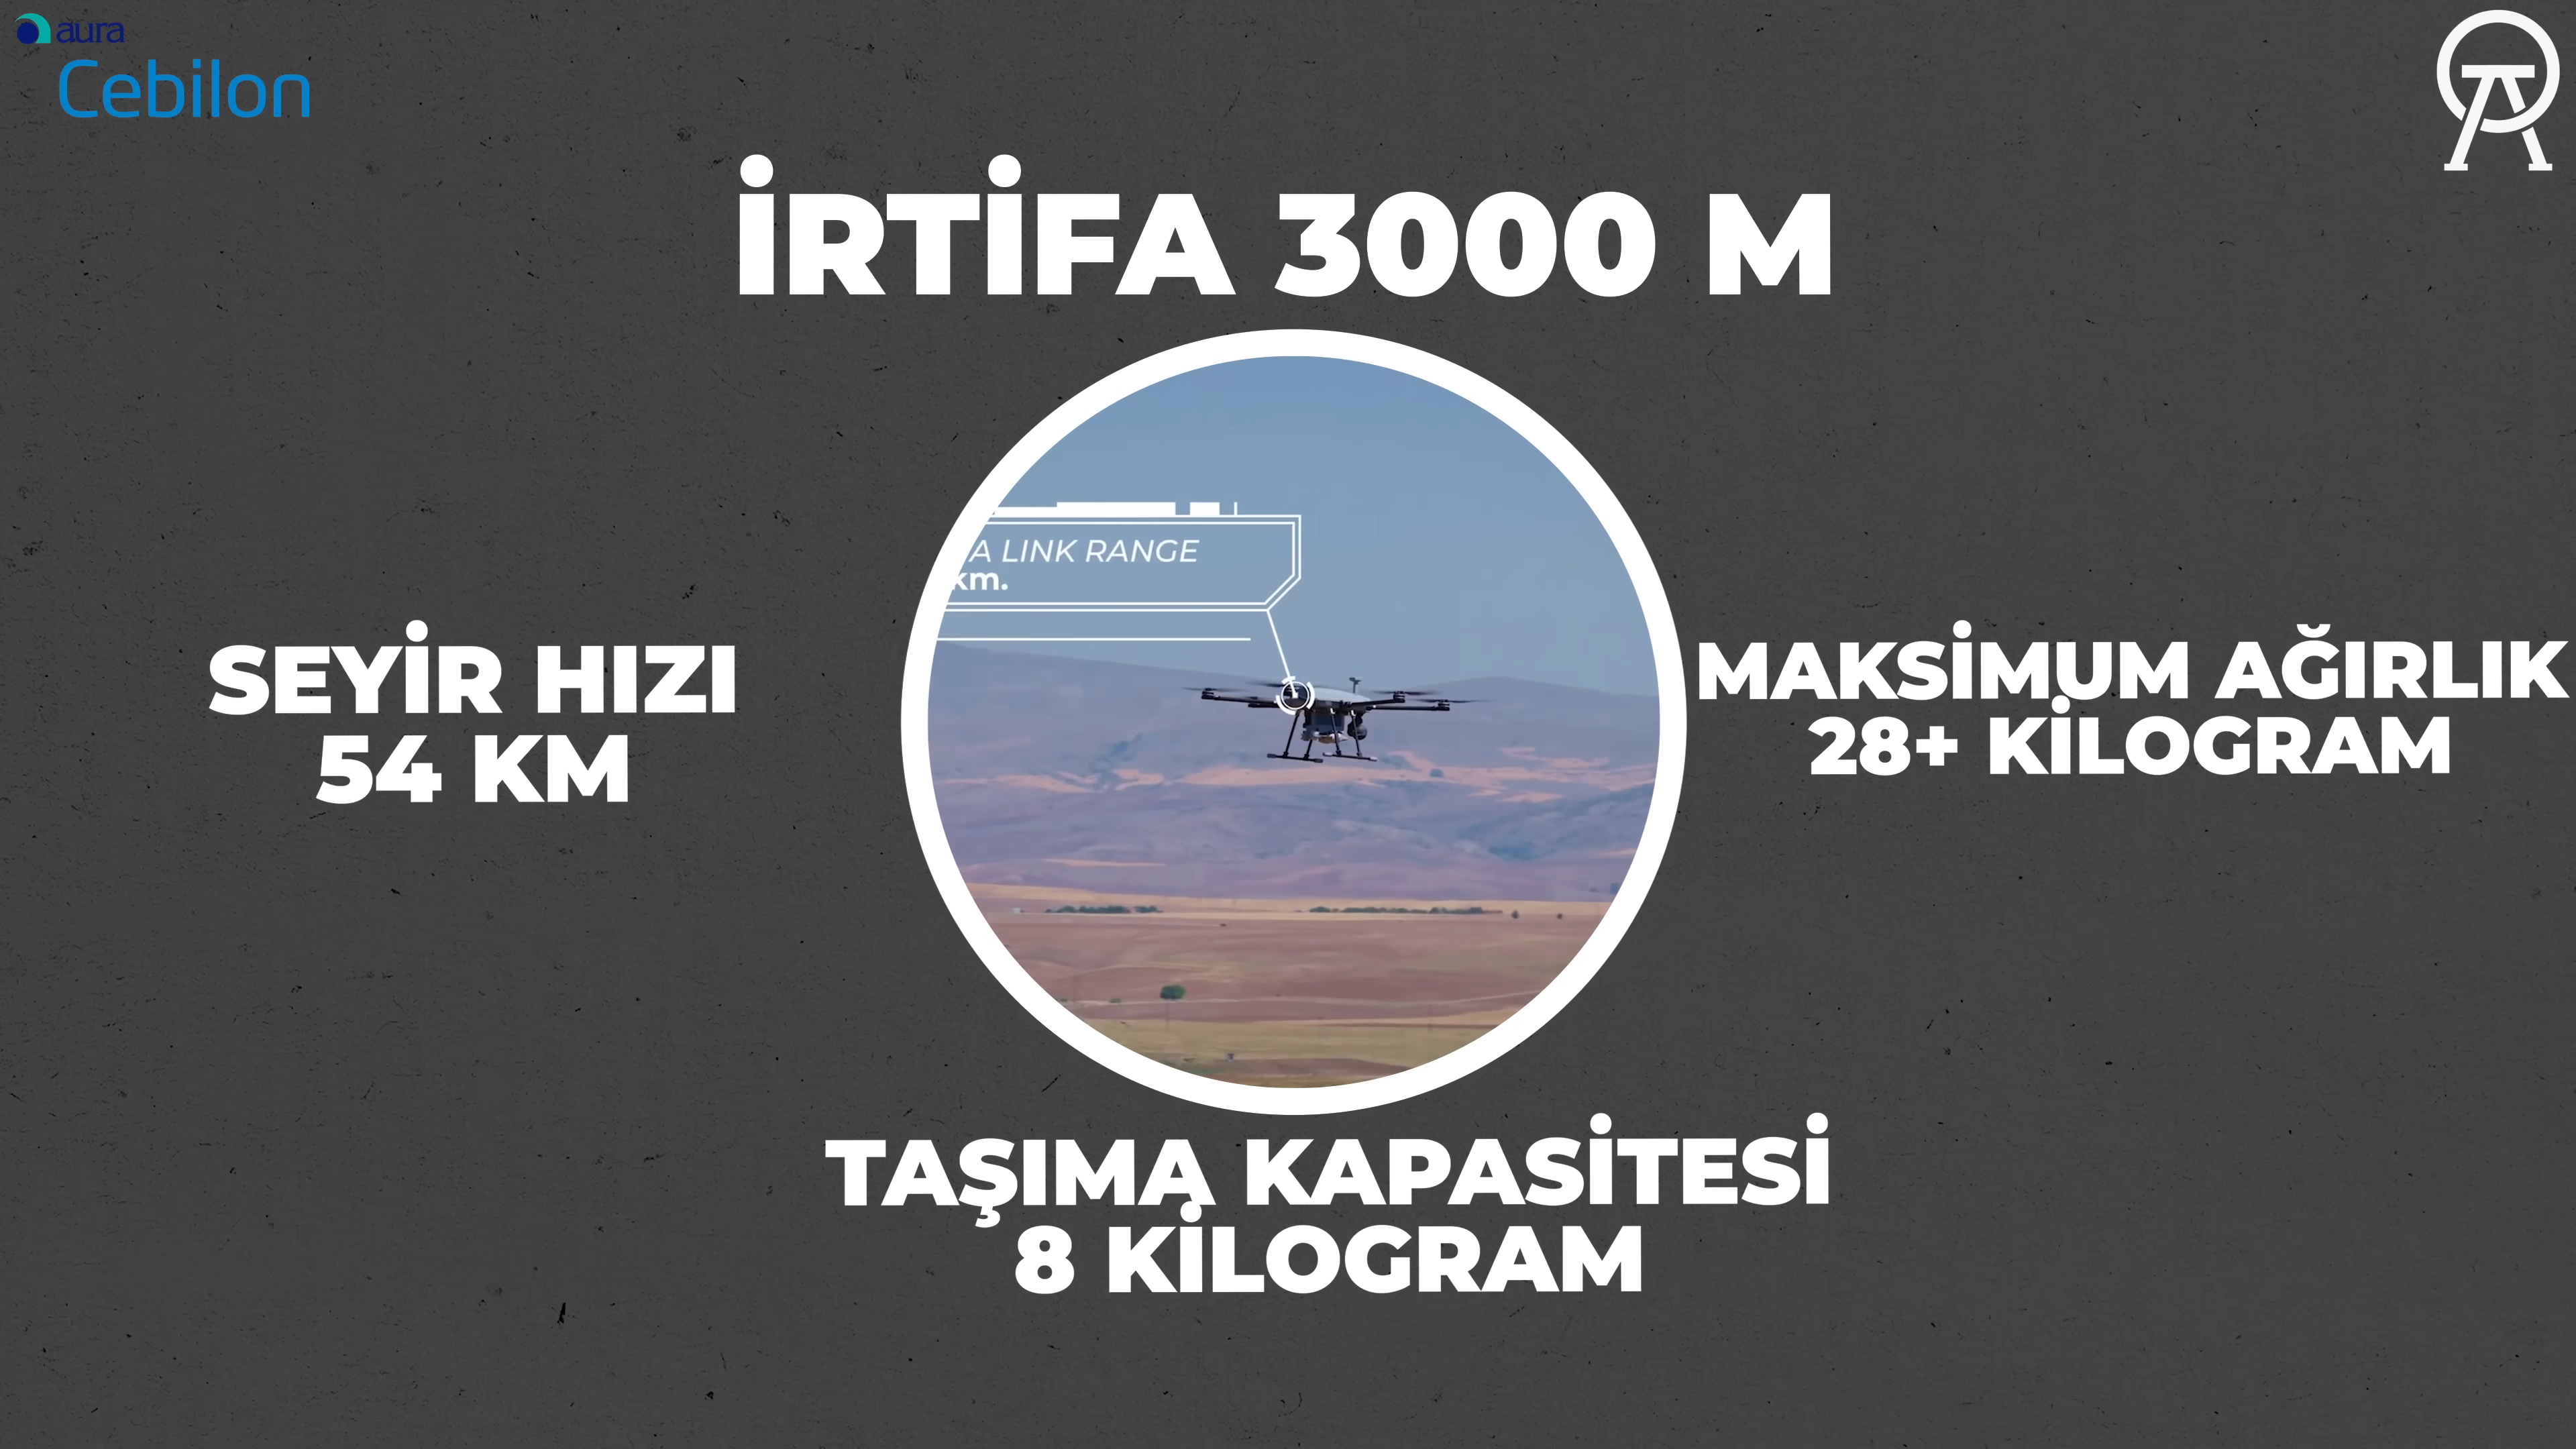 aura
Cebilon
İRTİFA 3000 M
A LINK RANGE
km.
SEYİR HIZI
54 KM
MAKSİMUM AĞIRLIK
28+ KİLOGRAM
TAŞIMA KAPASİTESİ
8 KİLOGRAM